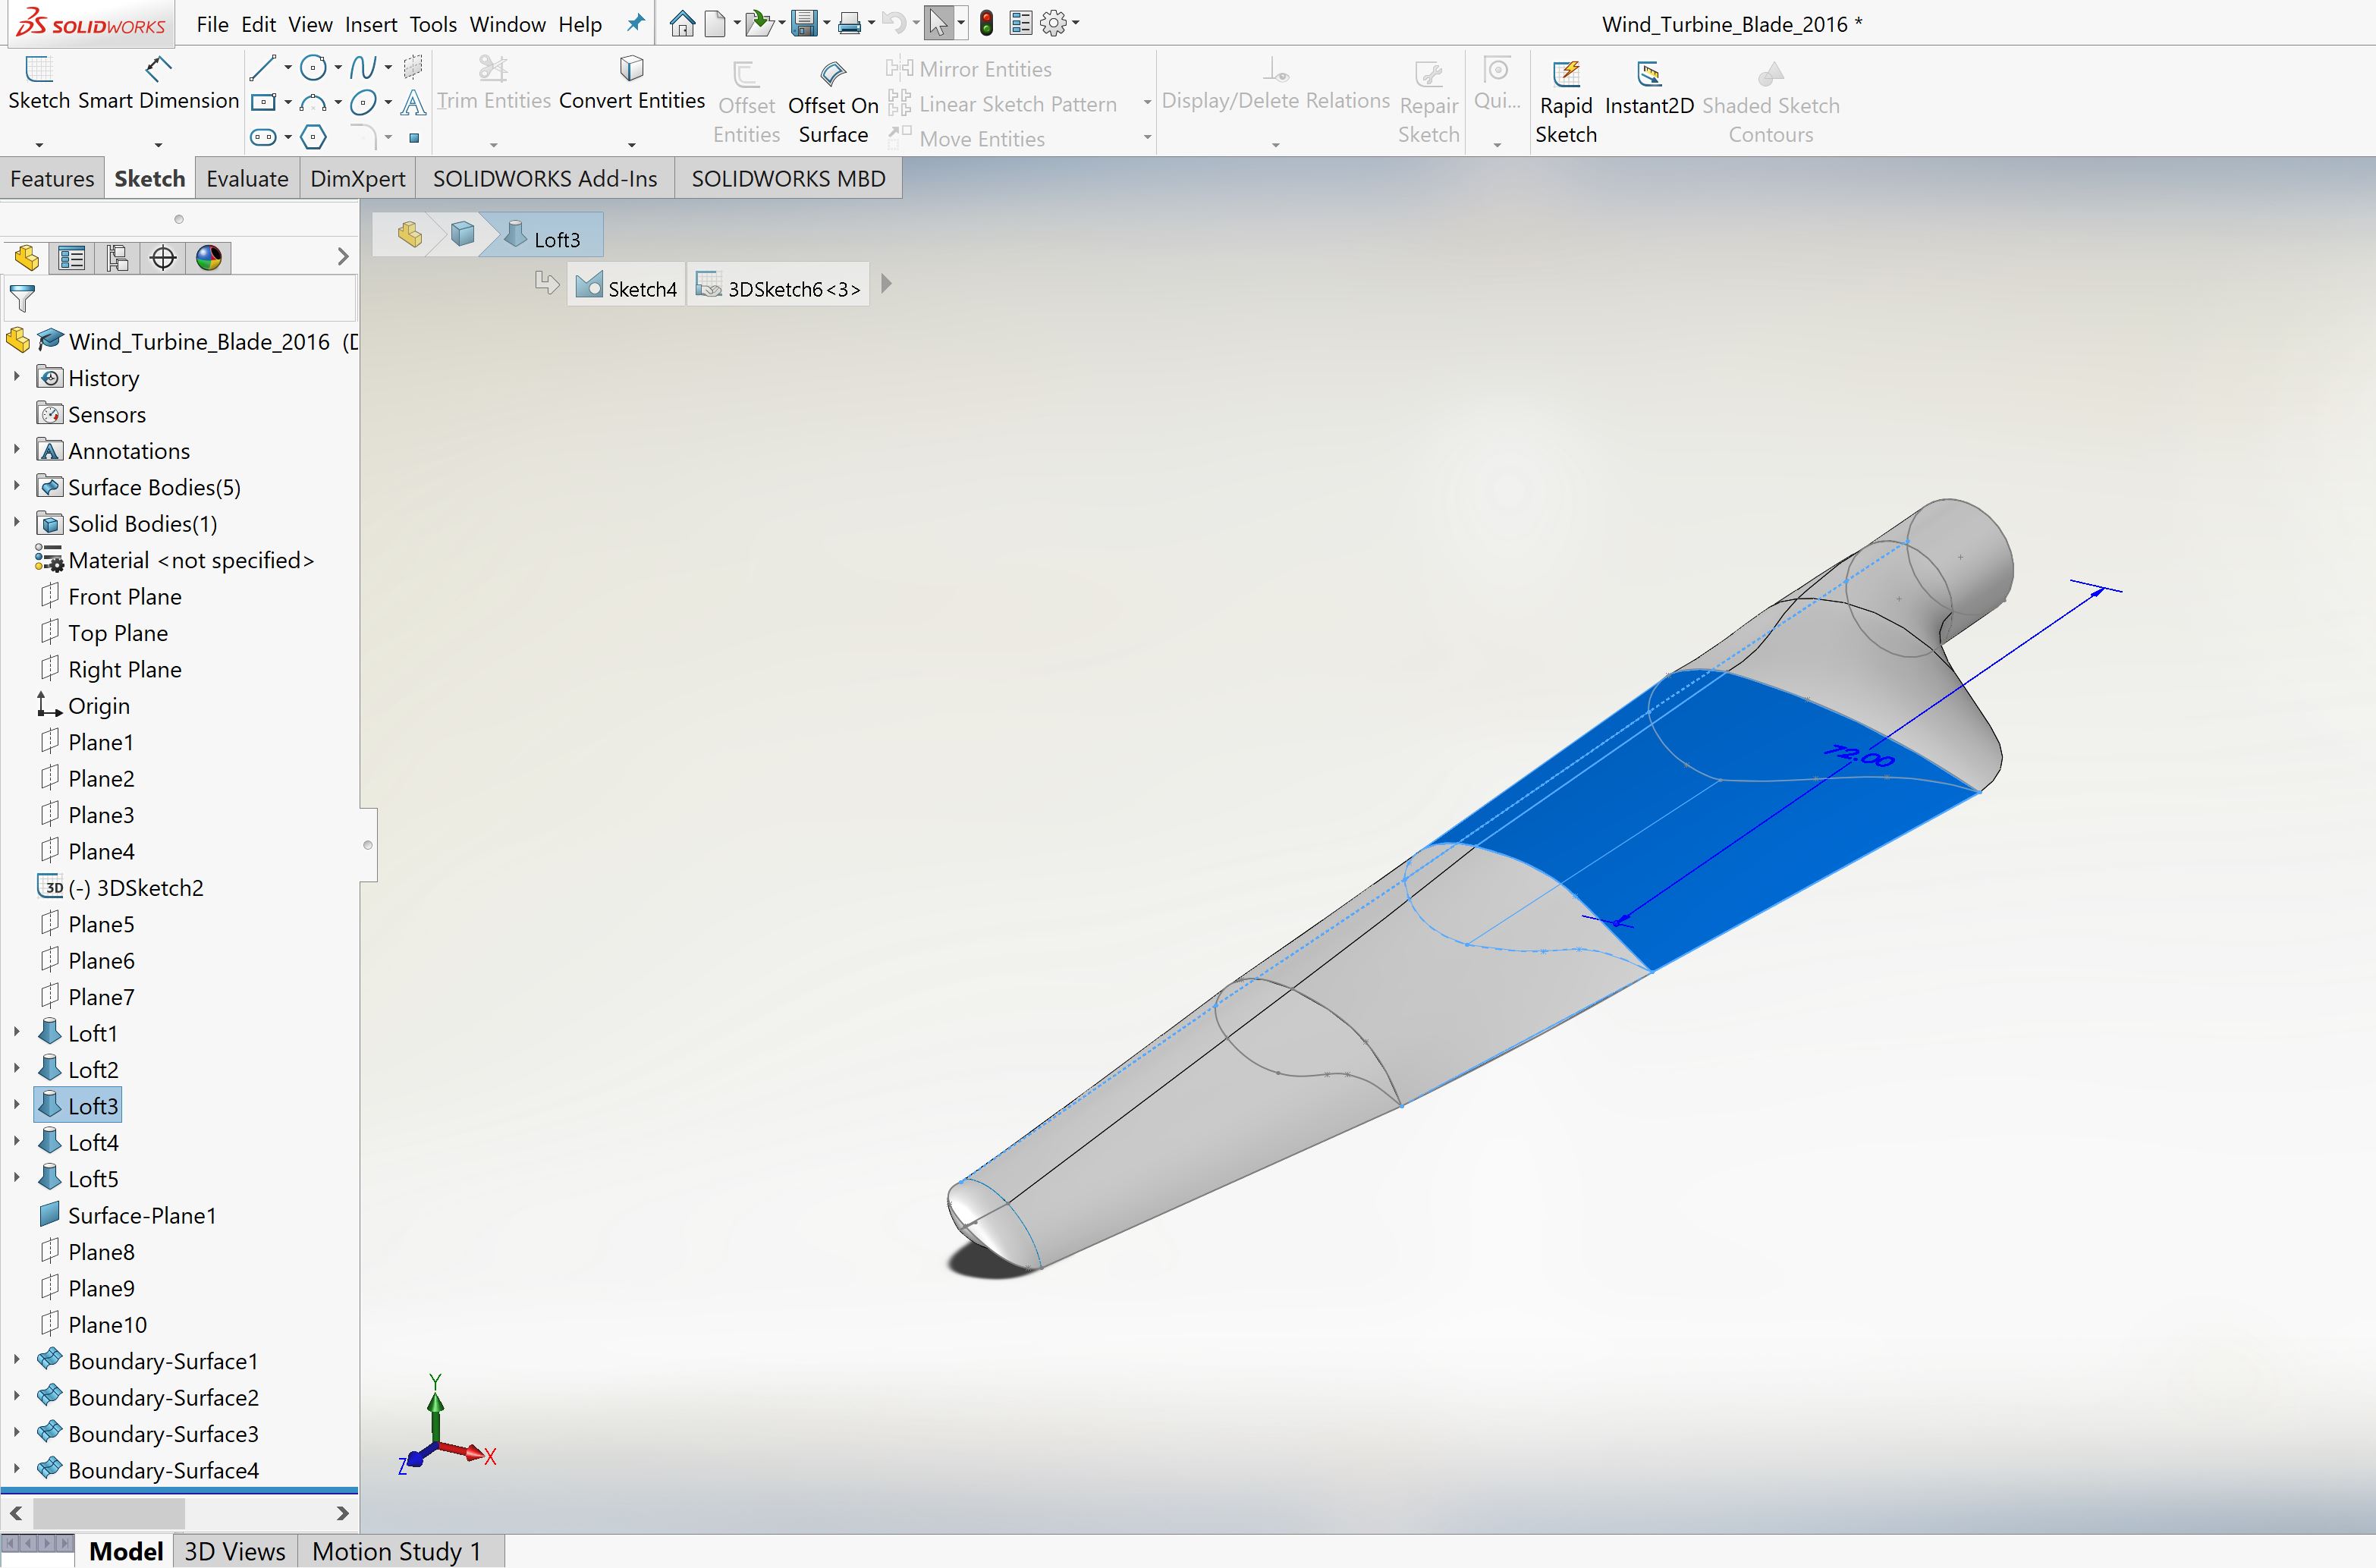 SOLIDWORKS File Edit View Insert Tools Window Help Wind_Turbine_Blade_2016 *
Sketch Smart Dimension Trim Entities Convert Entities Offset Entities Offset On Surface Mirror Entities
Linear Sketch Pattern
Move Entities
Display/Delete Relations Repair Sketch Qui... Rapid Sketch Instant2D Shaded Sketch Contours
Features Sketch Evaluate DimXpert SOLIDWORKS Add-Ins SOLIDWORKS MBD
Loft3
Sketch4 3DSketch6<3>
Wind_Turbine_Blade_2016 (D
History
Sensors
Annotations
Surface Bodies(5)
Solid Bodies(1)
Material <not specified>
Front Plane
Top Plane
Right Plane
Origin
Plane1
Plane2
Plane3
Plane4
(-) 3DSketch2
Plane5
Plane6
Plane7
Loft1
Loft2
Loft3
Loft4
Loft5
Surface-Plane1
Plane8
Plane9
Plane10
Boundary-Surface1
Boundary-Surface2
Boundary-Surface3
Boundary-Surface4
72.00
Y
X
Z
Model 3D Views Motion Study 1